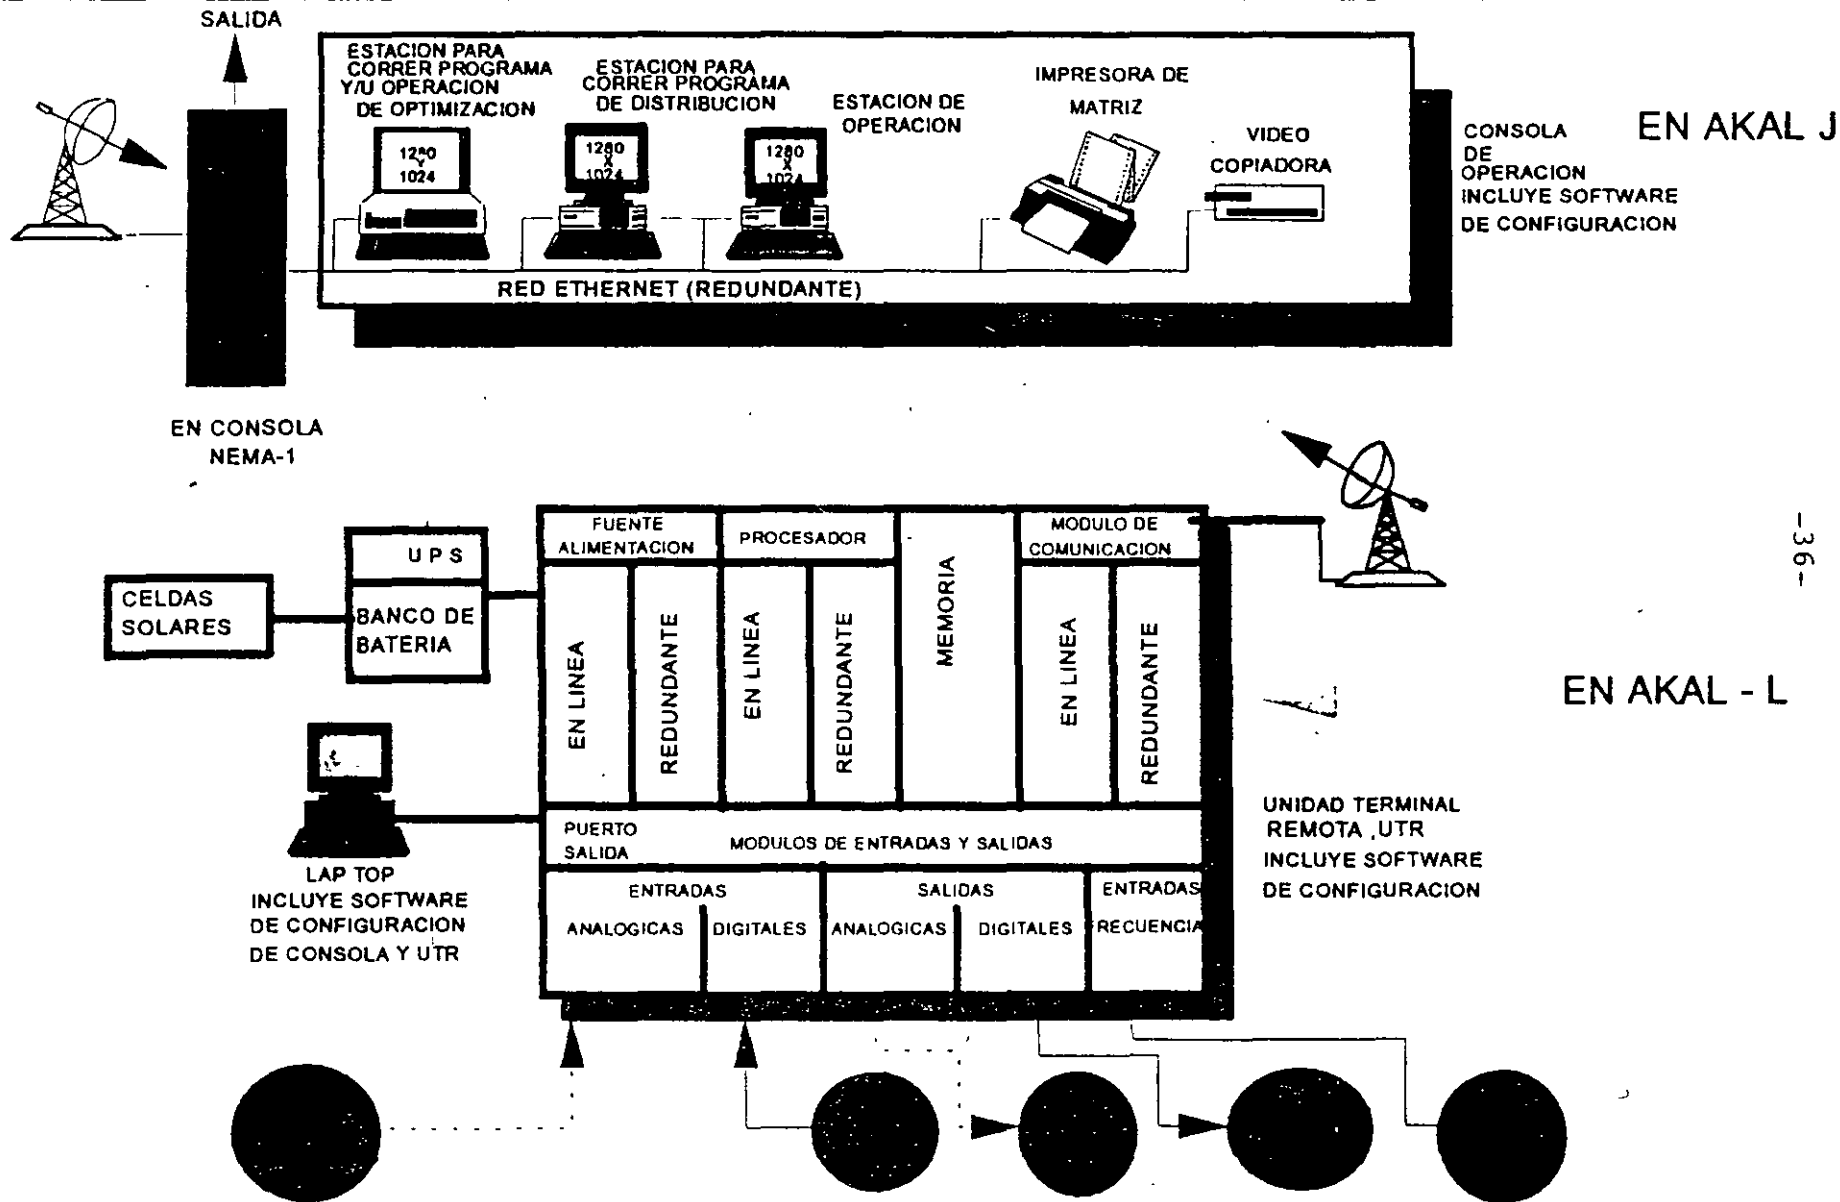 SALIDA
ESTACION PARA
CORRER PROGRAMA
Y/U OPERACION
DE OPTIMIZACION
ESTACION PARA
CORRER PROGRAMA
DE DISTRIBUCION
ESTACION DE
OPERACION
IMPRESORA DE
MATRIZ
VIDEO
COPIADORA
1280
Y
1024
1280
X
1024
1280
X
1024
RED ETHERNET (REDUNDANTE)
CONSOLA
DE
OPERACION
INCLUYE SOFTWARE
DE CONFIGURACION
EN AKAL J
EN CONSOLA
NEMA-1
-36-
CELDAS
SOLARES
U P S
BANCO DE
BATERIA
FUENTE
ALIMENTACION
PROCESADOR
MEMORIA
MODULO DE
COMUNICACION
EN LINEA
REDUNDANTE
EN LINEA
REDUNDANTE
EN LINEA
REDUNDANTE
EN AKAL - L
LAP TOP
INCLUYE SOFTWARE
DE CONFIGURACION
DE CONSOLA Y UTR
PUERTO
SALIDA
MODULOS DE ENTRADAS Y SALIDAS
ENTRADAS
SALIDAS
ENTRADAS
ANALOGICAS
DIGITALES
ANALOGICAS
DIGITALES
RECUENCIA
UNIDAD TERMINAL
REMOTA ,UTR
INCLUYE SOFTWARE
DE CONFIGURACION